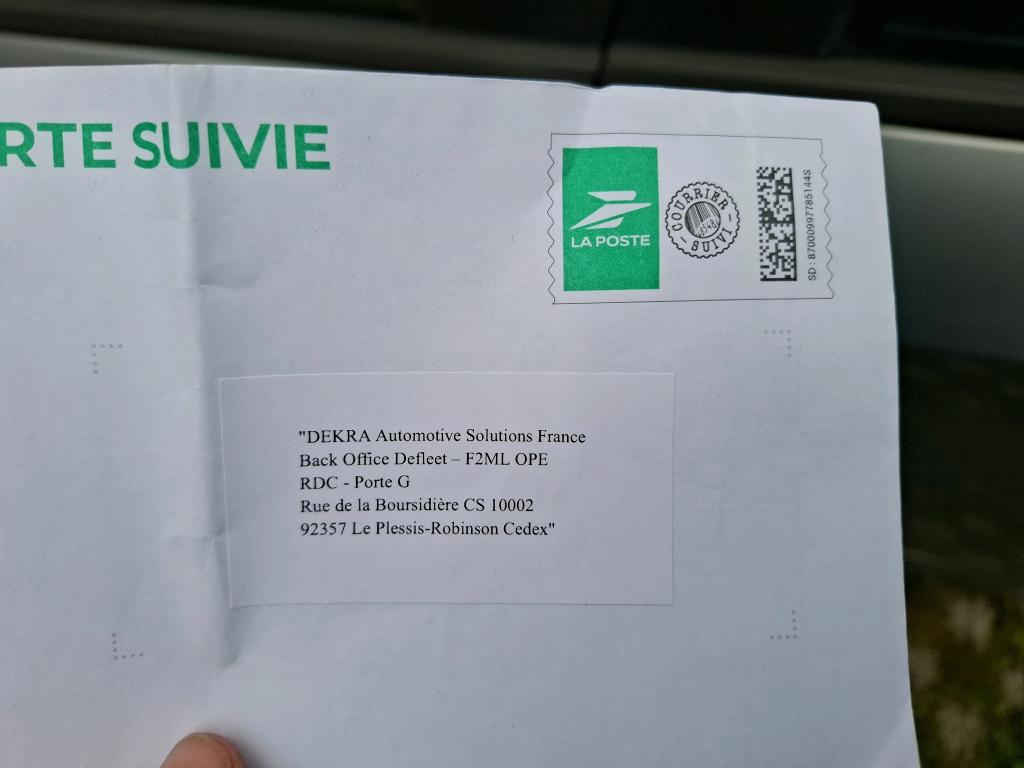 RTE SUIVIE
LA POSTE
COURRIER
SUIVI
SD : 87000997785144S
"DEKRA Automotive Solutions France
Back Office Defleet – F2ML OPE
RDC - Porte G
Rue de la Boursidière CS 10002
92357 Le Plessis-Robinson Cedex"